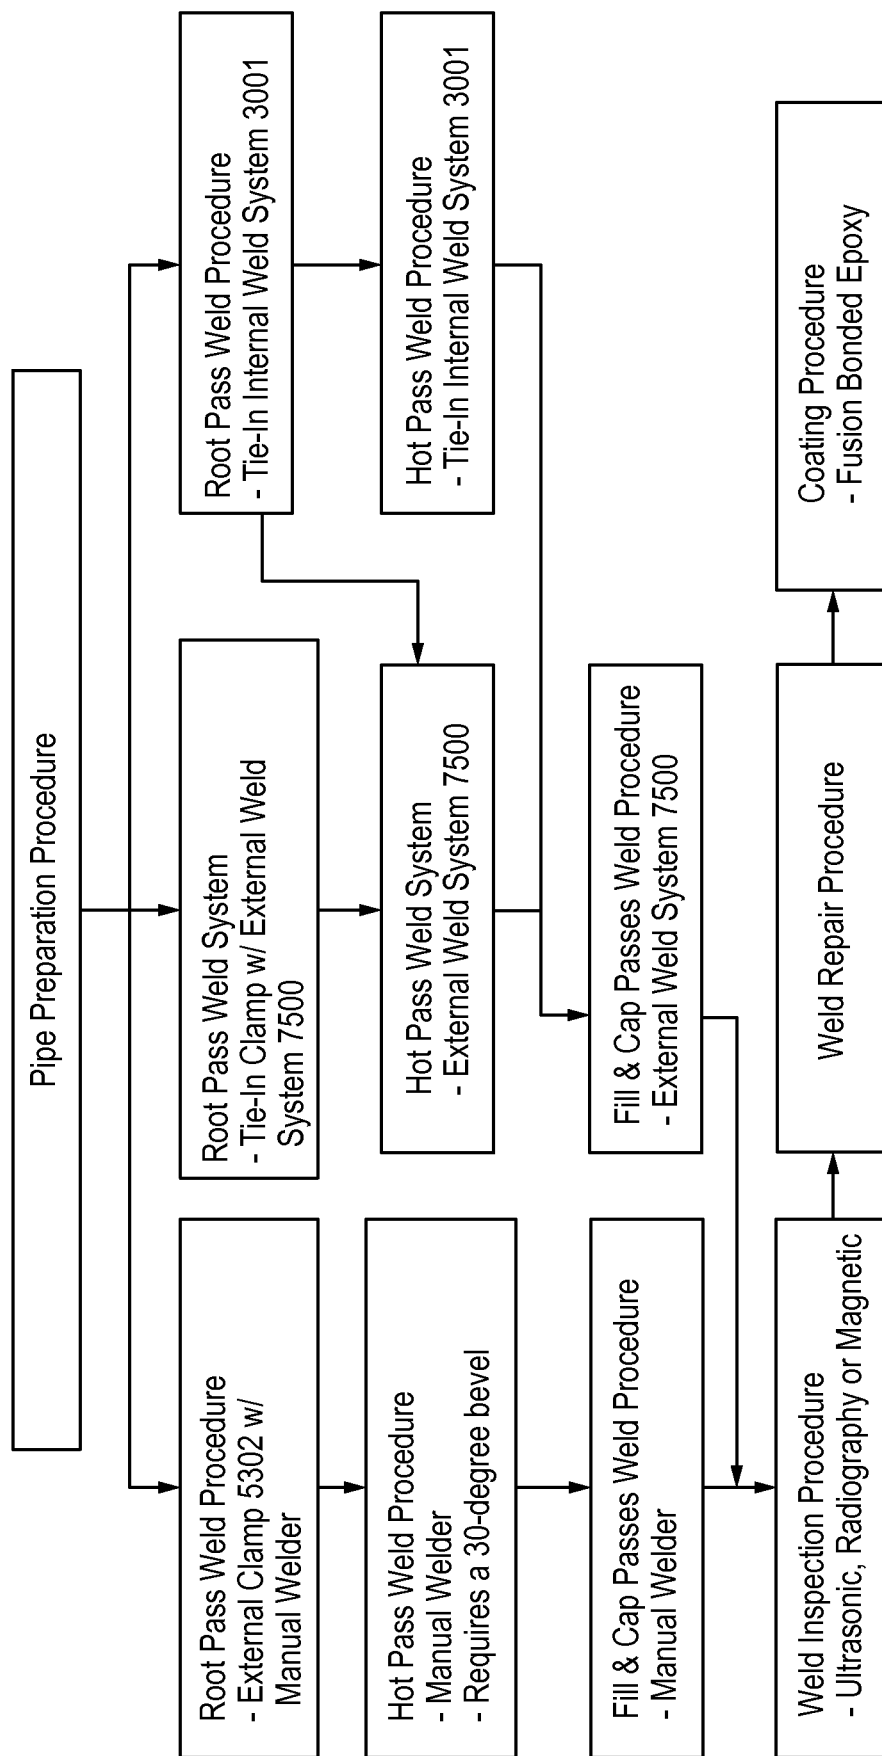 Pipe Preparation Procedure
Root Pass Weld Procedure
- External Clamp 5302 w/
Manual Welder
Root Pass Weld System
- Tie-In Clamp w/ External Weld
System 7500
Root Pass Weld Procedure
- Tie-In Internal Weld System 3001
Hot Pass Weld Procedure
- Manual Welder
- Requires a 30-degree bevel
Hot Pass Weld System
- External Weld System 7500
Hot Pass Weld Procedure
- Tie-In Internal Weld System 3001
Fill & Cap Passes Weld Procedure
- Manual Welder
Fill & Cap Passes Weld Procedure
- External Weld System 7500
Weld Inspection Procedure
- Ultrasonic, Radiography or Magnetic
Weld Repair Procedure
Coating Procedure
- Fusion Bonded Epoxy